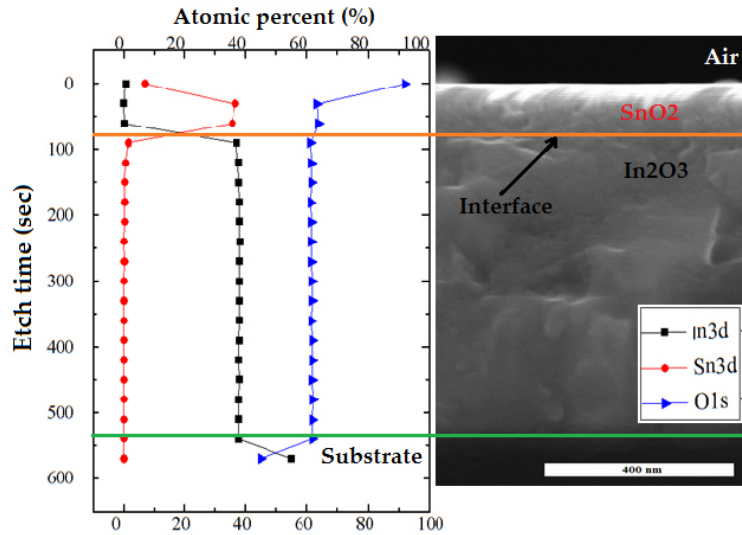 Atomic percent (%)
0 20 40 60 80 100
Air
0
100
200
300
400
500
600
Etch time (sec)
SnO2
In2O3
Interface
In3d
Sn3d
O1s
Substrate
400 nm
0 20 40 60 80 100